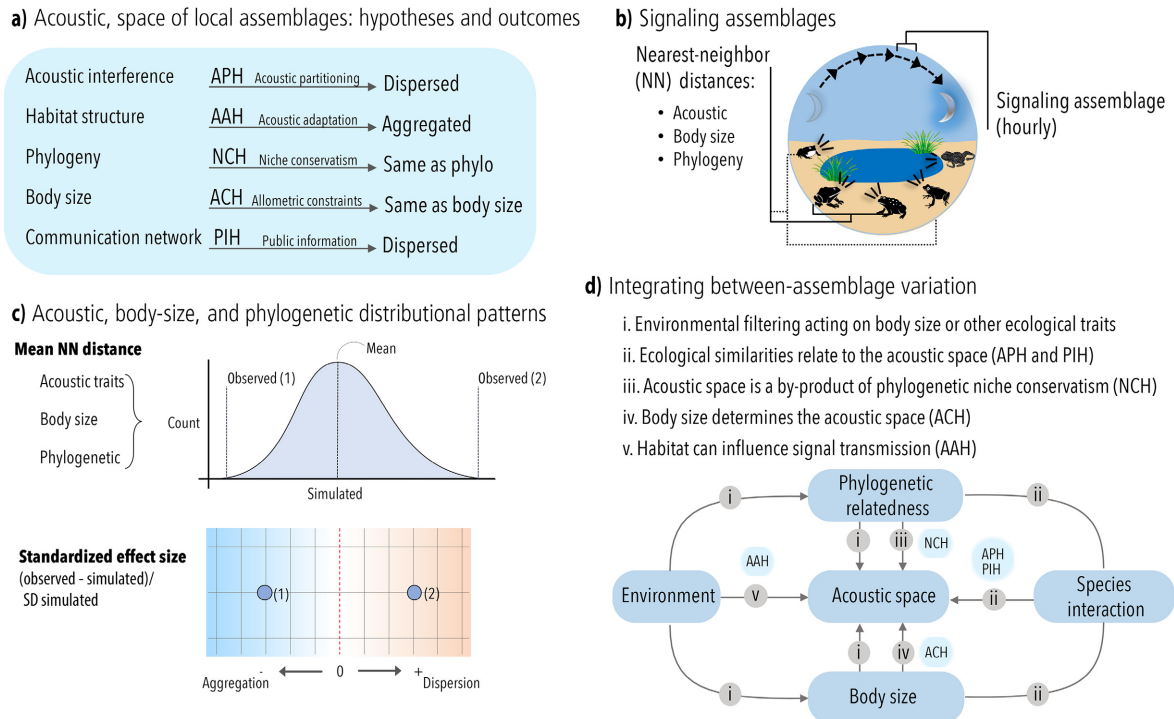 a) Acoustic, space of local assemblages: hypotheses and outcomes
Acoustic interference APH Acoustic partitioning Dispersed
Habitat structure AAH Acoustic adaptation Aggregated
Phylogeny NCH Niche conservatism Same as phylo
Body size ACH Allometric constraints Same as body size
Communication network PIH Public information Dispersed
b) Signaling assemblages
Nearest-neighbor
(NN) distances:
• Acoustic
• Body size
• Phylogeny
Signaling assemblage
(hourly)
c) Acoustic, body-size, and phylogenetic distributional patterns
Mean NN distance
Acoustic traits
Body size
Phylogenetic
Count
Observed (1)
Mean
Observed (2)
Simulated
Standardized effect size
(observed - simulated)/
SD simulated
(1)
(2)
- 0 +
Aggregation Dispersion
d) Integrating between-assemblage variation
i. Environmental filtering acting on body size or other ecological traits
ii. Ecological similarities relate to the acoustic space (APH and PIH)
iii. Acoustic space is a by-product of phylogenetic niche conservatism (NCH)
iv. Body size determines the acoustic space (ACH)
v. Habitat can influence signal transmission (AAH)
i
Phylogenetic
relatedness
ii
i
iii
NCH
AAH
APH
PIH
Environment
v
Acoustic space
ii
Species
interaction
i
iv
ACH
i
Body size
ii